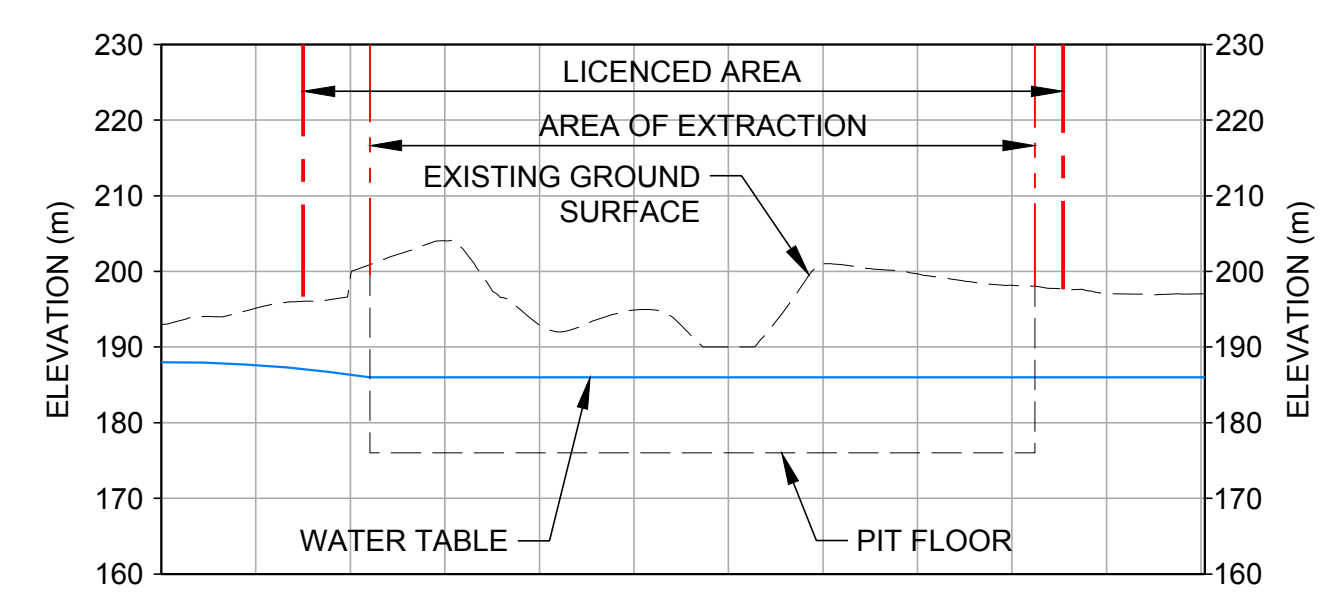 230
230
LICENCED AREA
220
220
AREA OF EXTRACTION
EXISTING GROUND
SURFACE
210
210
ELEVATION (m)
ELEVATION (m)
200
200
190
190
180
180
170
170
WATER TABLE
PIT FLOOR
160
160